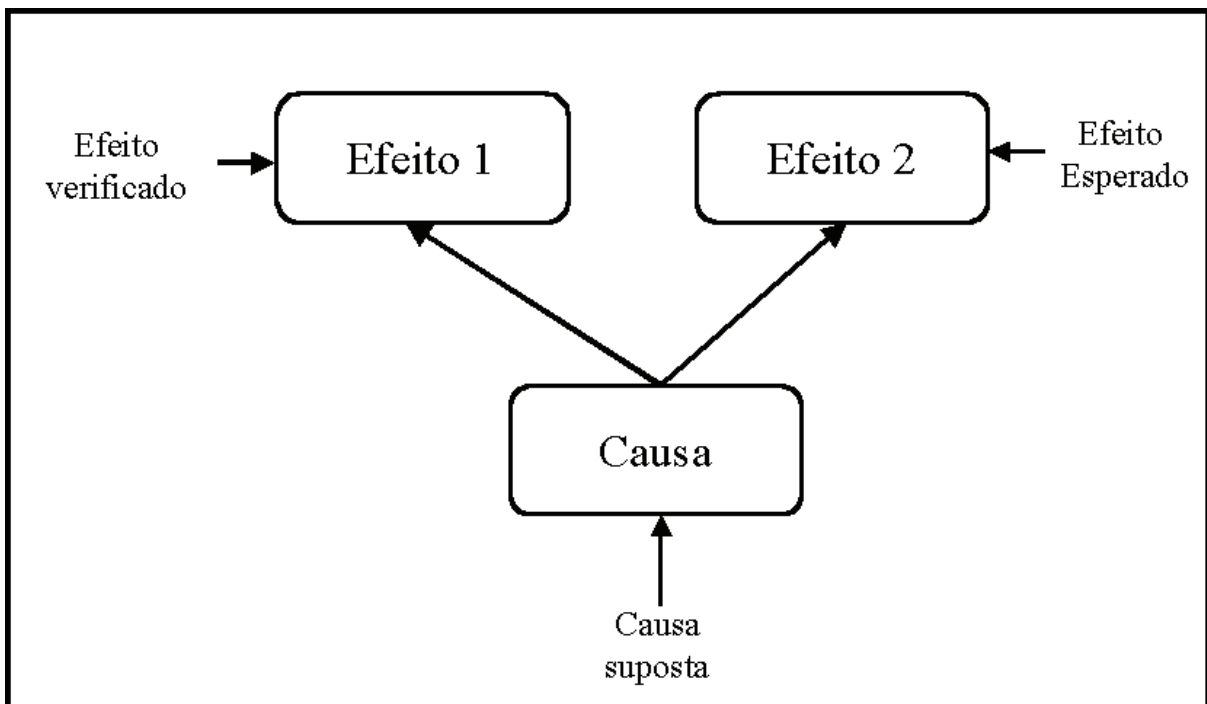 Efeito 1
Efeito 2
Efeito
verificado
Efeito
Esperado
Causa
Causa
suposta